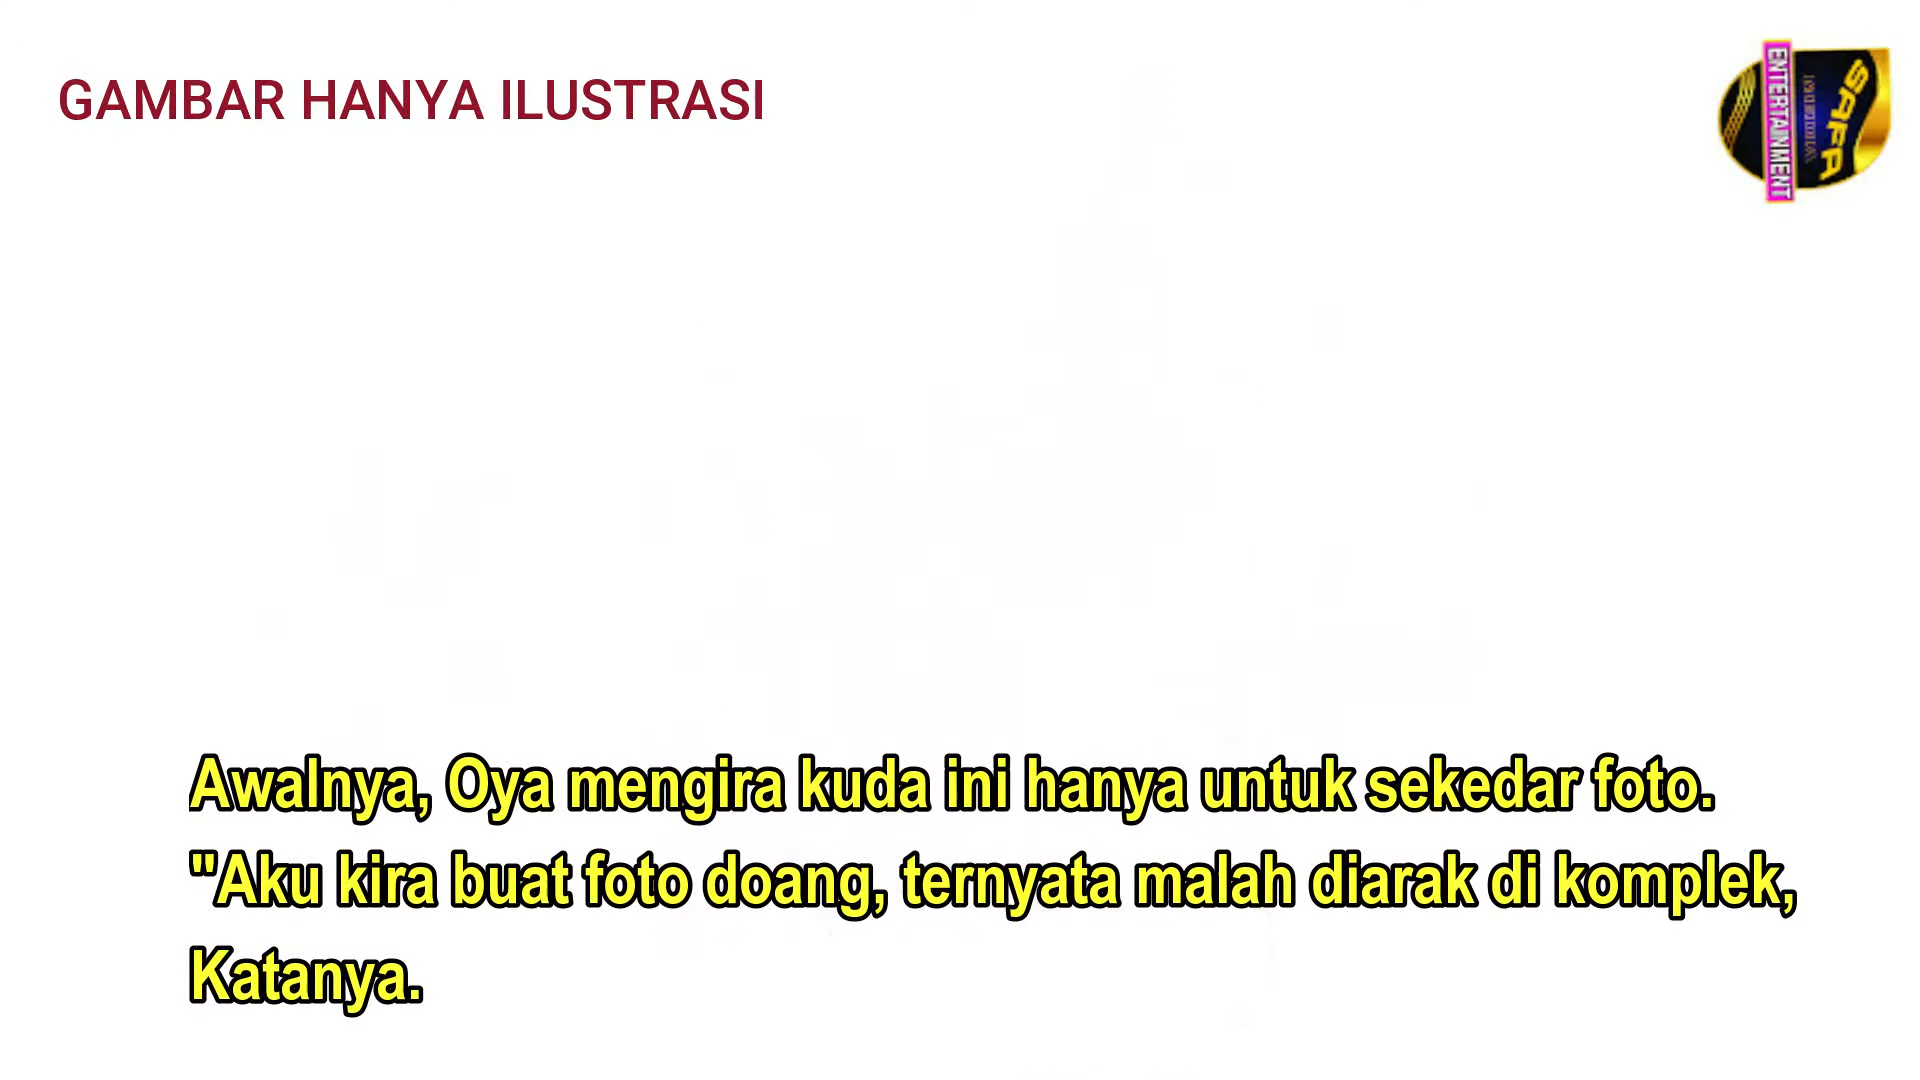 GAMBAR HANYA ILUSTRASI
SAFA
ENTERTAINMENT
Awalnya, Oya mengira kuda ini hanya untuk sekedar foto.
"Aku kira buat foto doang, ternyata malah diarak di komplek,
Katanya.